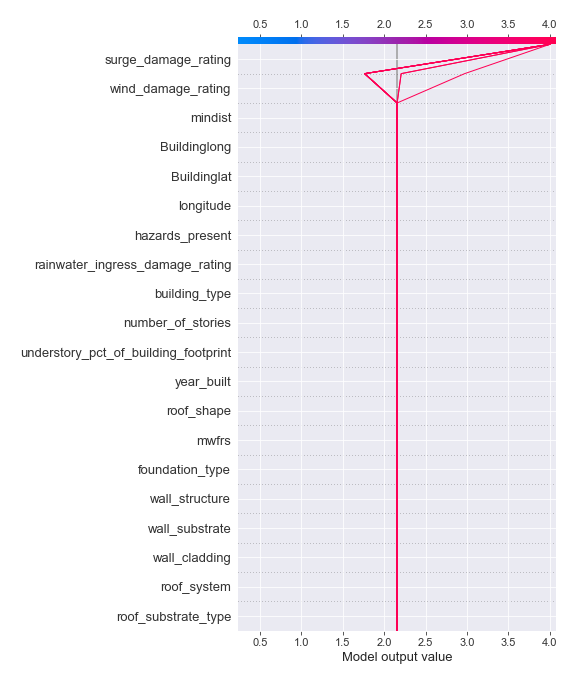 0.5 1.0 1.5 2.0 2.5 3.0 3.5 4.0
surge_damage_rating
wind_damage_rating
mindist
Buildinglong
Buildinglat
longitude
hazards_present
rainwater_ingress_damage_rating
building_type
number_of_stories
understory_pct_of_building_footprint
year_built
roof_shape
mwfrs
foundation_type
wall_structure
wall_substrate
wall_cladding
roof_system
roof_substrate_type
0.5 1.0 1.5 2.0 2.5 3.0 3.5 4.0
Model output value